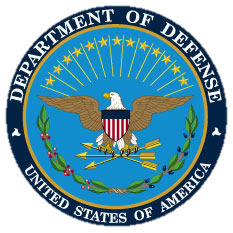 DEPARTMENT OF DEFENSE
UNITED STATES OF AMERICA